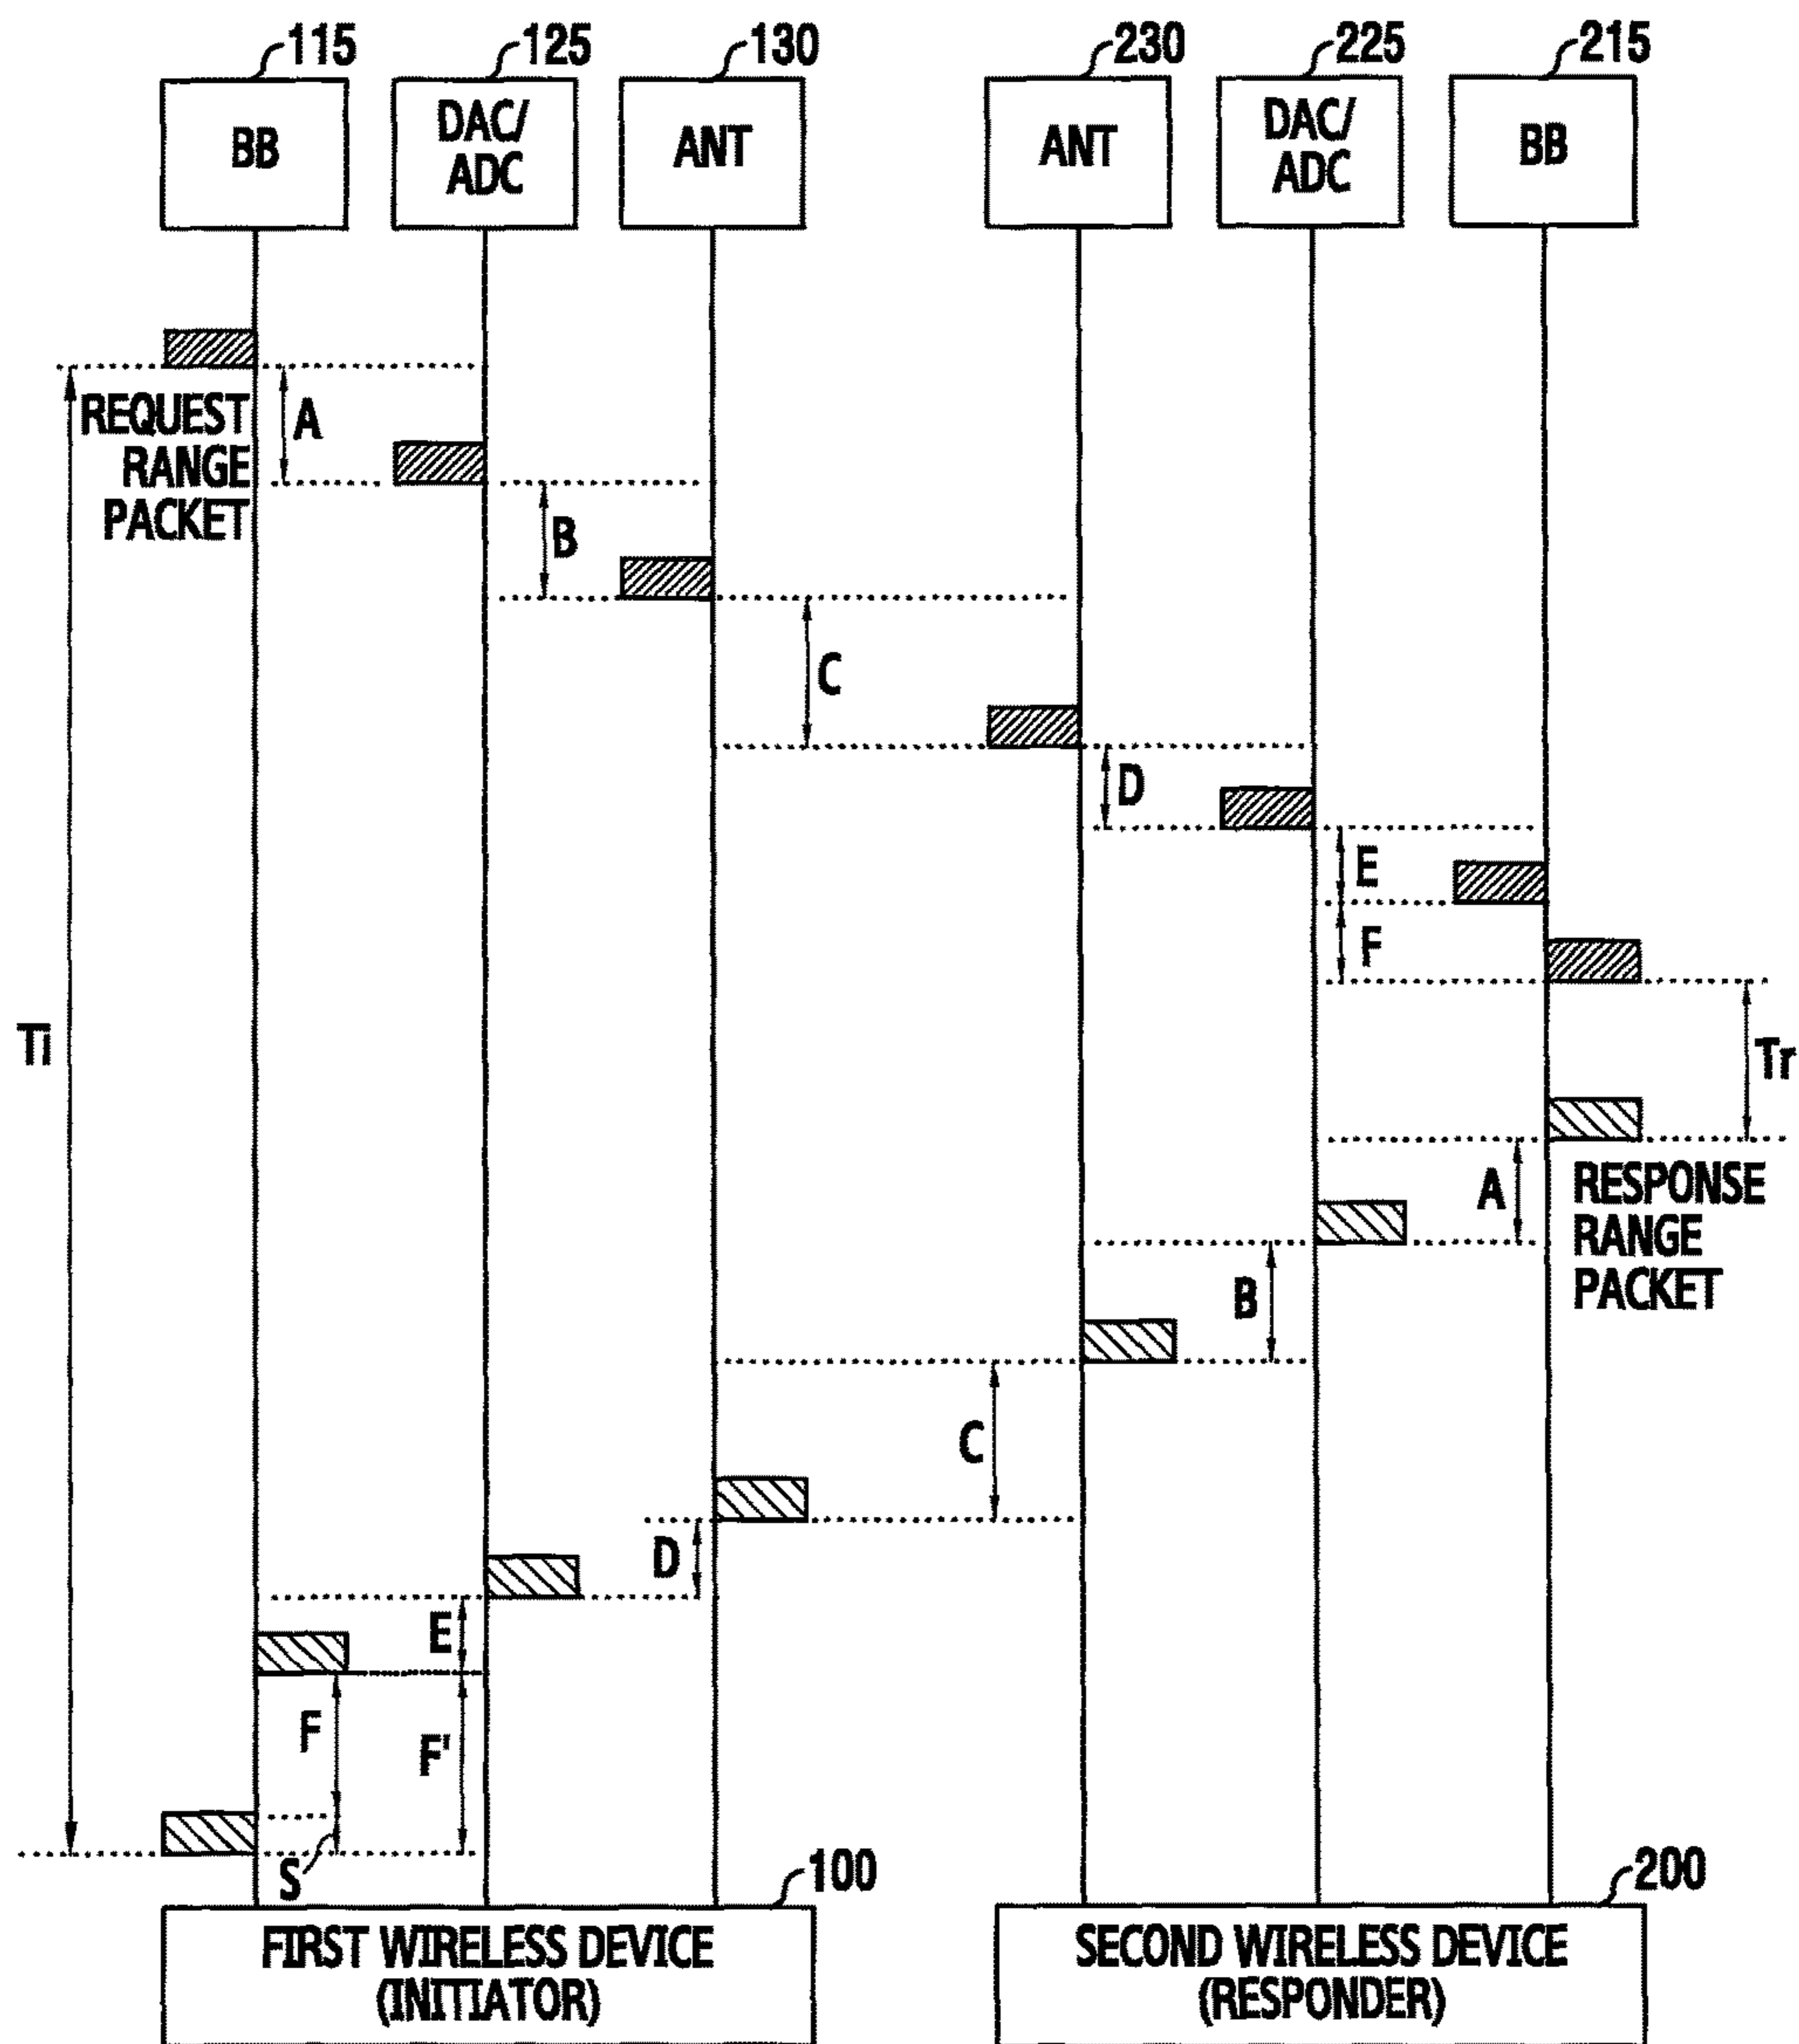 115
125
130
230
225
215
BB
DAC/
ADC
ANT
ANT
DAC/
ADC
BB
REQUEST
RANGE
PACKET
A
B
C
D
E
F
Ti
Tr
A
RESPONSE
RANGE
PACKET
B
C
D
E
F
F'
S
100
200
FIRST WIRELESS DEVICE
(INITIATOR)
SECOND WIRELESS DEVICE
(RESPONDER)